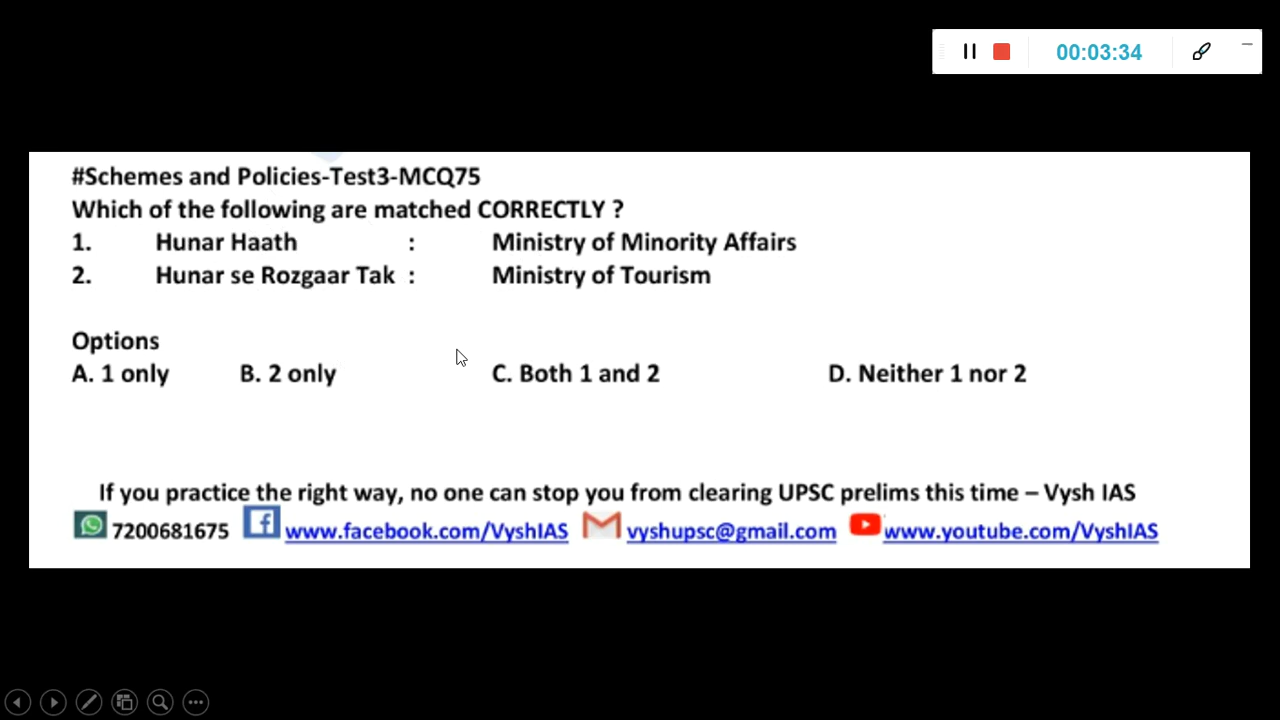 00:03:34
#Schemes and Policies-Test3-MCQ75
Which of the following are matched CORRECTLY ?
1. Hunar Haath : Ministry of Minority Affairs
2. Hunar se Rozgaar Tak : Ministry of Tourism
Options
A. 1 only B. 2 only C. Both 1 and 2 D. Neither 1 nor 2
If you practice the right way, no one can stop you from clearing UPSC prelims this time – Vysh IAS
7200681675 www.facebook.com/VyshIAS vyshupsc@gmail.com www.youtube.com/VyshIAS